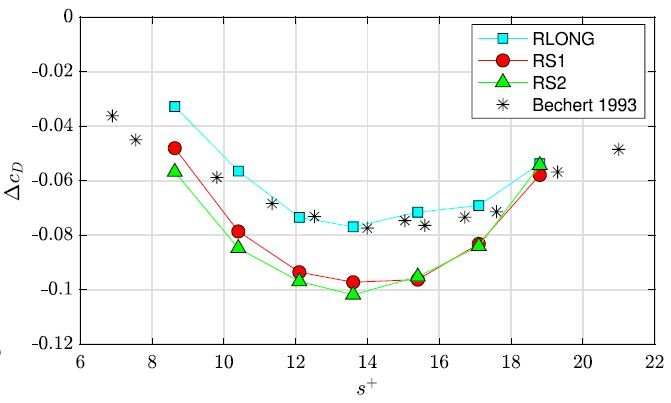 0
-0.02
-0.04
-0.06
-0.08
-0.1
-0.12
Δc_D
RLONG
RS1
RS2
Bechert 1993
6 8 10 12 14 16 18 20 22
s⁺